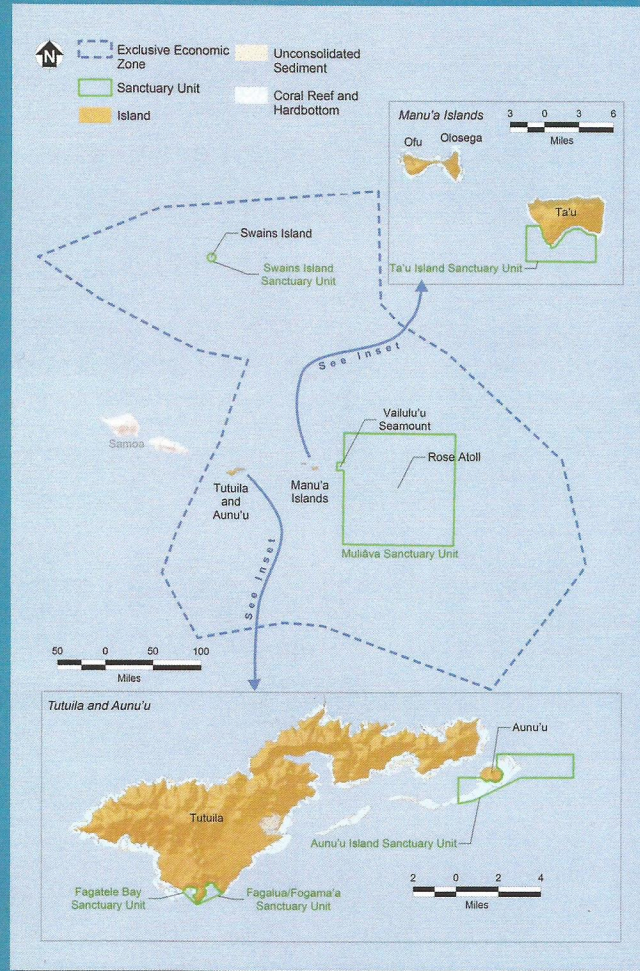 N
Exclusive Economic
Zone
Sanctuary Unit
Island
Unconsolidated
Sediment
Coral Reef and
Hardbottom
Manu'a Islands
3 0 3 6
Miles
Ofu
Olosega
Ta'u
Ta'u Island Sanctuary Unit
Swains Island
Swains Island
Sanctuary Unit
See Inset
Samoa
Vailulu'u
Seamount
Rose Atoll
Tutuila
and
Aunu'u
Manu'a
Islands
Muliāva Sanctuary Unit
See Inset
50 0 50 100
Miles
Tutuila and Aunu'u
Aunu'u
Tutuila
Aunu'u Island Sanctuary Unit
Fagatele Bay
Sanctuary Unit
Fagalua/Fogama'a
Sanctuary Unit
2 0 2 4
Miles